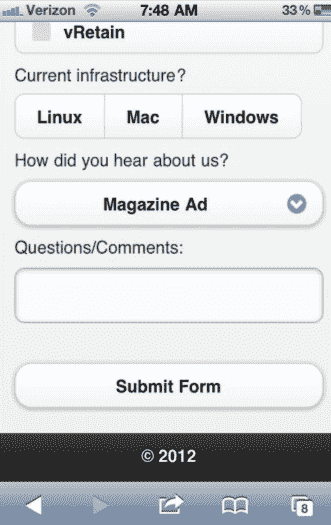 Verizon 7:48 AM 33%
vRetain
Current infrastructure?
Linux Mac Windows
How did you hear about us?
Magazine Ad
Questions/Comments:
Submit Form
© 2012
8